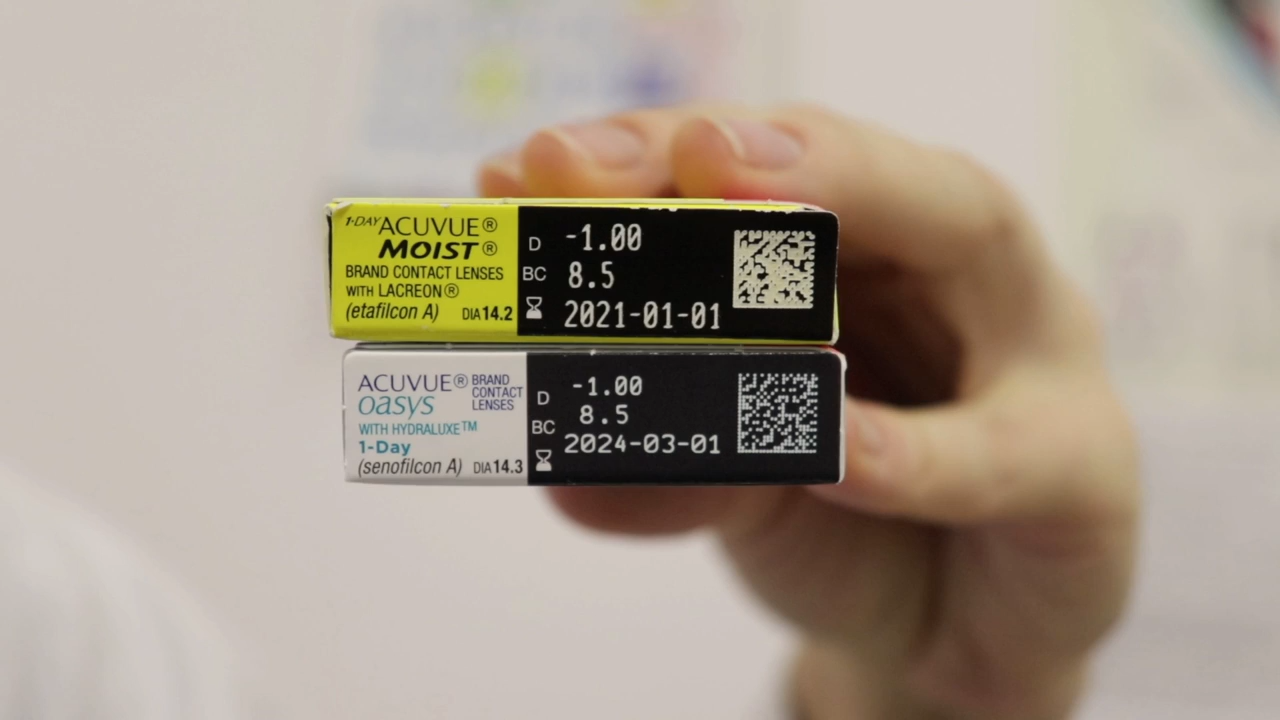 1-DAY ACUVUE®
MOIST®
BRAND CONTACT LENSES
WITH LACREON®
(etafilcon A) DIA 14.2
D -1.00
BC 8.5
2021-01-01
ACUVUE® BRAND
CONTACT
LENSES
oasys
WITH HYDRALUXE™
1-Day
(senofilcon A) DIA 14.3
D -1.00
BC 8.5
2024-03-01